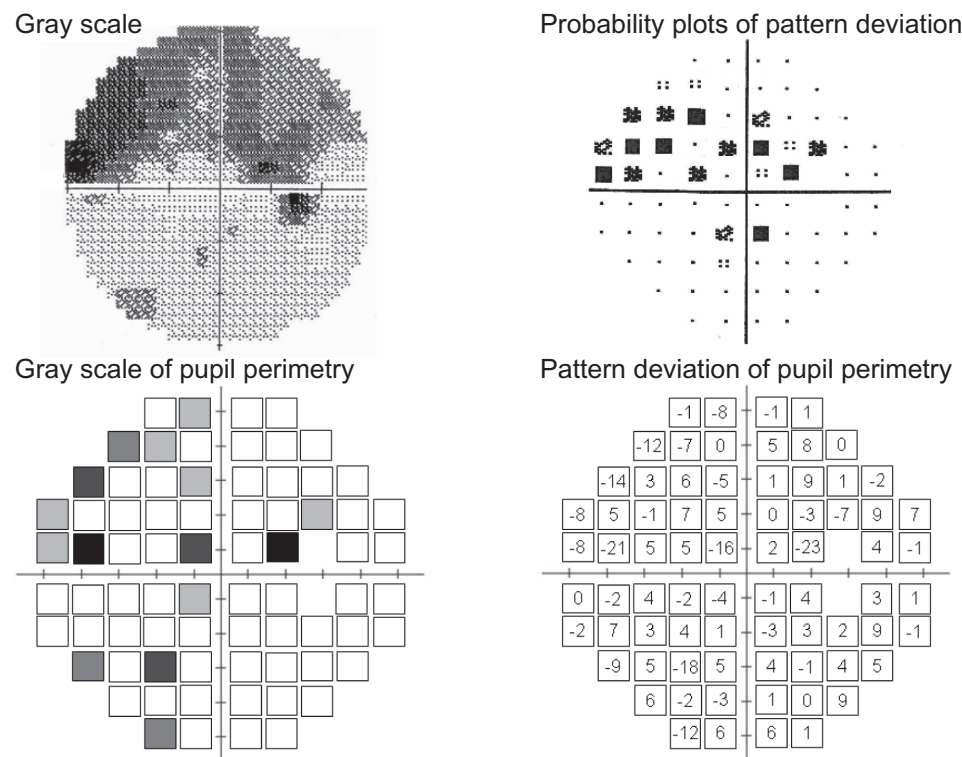 Gray scale
Probability plots of pattern deviation
Gray scale of pupil perimetry
Pattern deviation of pupil perimetry
-1 -8 -1 1
-12 -7 0 5 8 0
-14 3 6 -5 1 9 1 -2
-8 5 -1 7 5 0 -3 -7 9 7
-8 -21 5 5 -16 2 -23 4 -1
0 -2 4 -2 -4 -1 4 3 1
-2 7 3 4 1 -3 3 2 9 -1
-9 5 -18 5 4 -1 4 5
6 -2 -3 1 0 9
-12 6 6 1